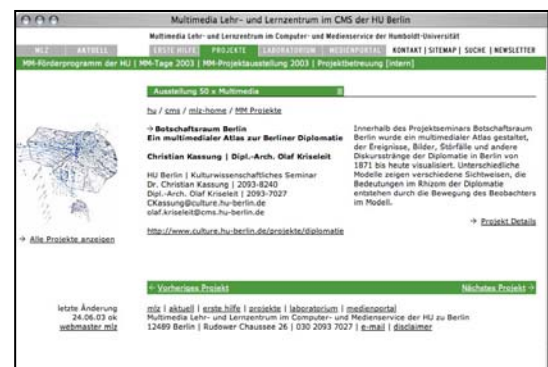 Multimedia Lehr- und Lernzentrum im CMS der HU Berlin
Multimedia Lehr- und Lernzentrum im Computer- und Medienservice der Humboldt-Universität
MLZ | AKTUELL | ERSTE HILFE | PROJEKTE | LABORATORIUM | MEDIENPORTAL KONTAKT | SITEMAP | SUCHE | NEWSLETTER
MM-Förderprogramm der HU | MM-Tage 2003 | MM-Projektausstellung 2003 | Projektbetreuung [intern]
Ausstellung 50 x Multimedia
hu / cms / mlz-home / MM Projekte
→ Botschaftsraum Berlin
Ein multimedialer Atlas zur Berliner Diplomatie
Christian Kassung | Dipl.-Arch. Olaf Kriseleit
HU Berlin | Kulturwissenschaftliches Seminar
Dr. Christian Kassung | 2093-8240
Dipl.-Arch. Olaf Kriseleit | 2093-7027
CKassung@culture.hu-berlin.de
olaf.kriseleit@cms.hu-berlin.de
http://www.culture.hu-berlin.de/projekte/diplomatie
Innerhalb des Projektseminars Botschaftsraum
Berlin wurde ein multimedialer Atlas gestaltet,
der Ereignisse, Bilder, Störfälle und andere
Diskursstränge der Diplomatie in Berlin von
1871 bis heute visualisiert. Unterschiedliche
Modelle zeigen verschiedene Sichtweisen, die
Bedeutungen im Rhizom der Diplomatie
entstehen durch die Bewegung des Beobachters
im Modell.
→ Projekt Details
→ Alle Projekte anzeigen
← Vorheriges Projekt
Nächstes Projekt →
letzte Änderung
24.06.03 ok
webmaster mlz
mlz | aktuell | erste hilfe | projekte | laboratorium | medienportal
Multimedia Lehr- und Lernzentrum im Computer- und Medienservice der HU zu Berlin
12489 Berlin | Rudower Chaussee 26 | 030 2093 7027 | e-mail | disclaimer